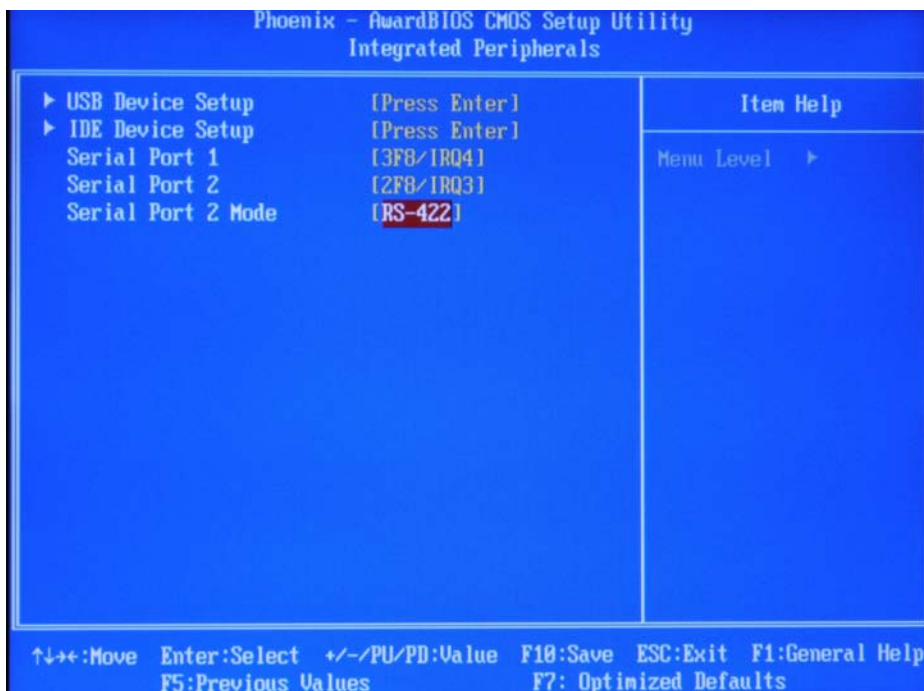 Phoenix - AwardBIOS CMOS Setup Utility
Integrated Peripherals
▶ USB Device Setup [Press Enter]
▶ IDE Device Setup [Press Enter]
Serial Port 1 [3F8/IRQ4]
Serial Port 2 [2F8/IRQ3]
Serial Port 2 Mode [RS-422]
Item Help
Menu Level ▶
↑↓→←:Move Enter:Select +/-/PU/PD:Value F10:Save ESC:Exit F1:General Help
F5:Previous Values F7: Optimized Defaults